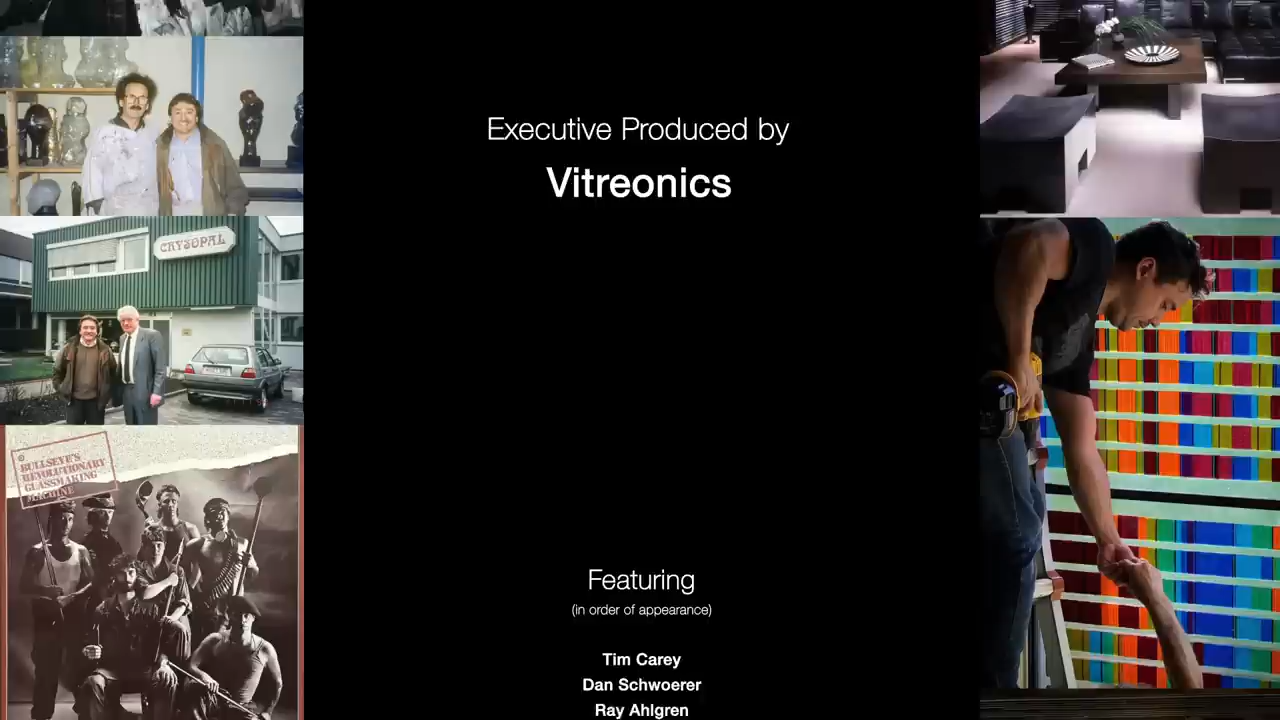 Executive Produced by
Vitreonics
CRYSOPAL
BULLSEYE'S
REVOLUTIONARY
GLASSMAKING
MACHINE
Featuring
(in order of appearance)
Tim Carey
Dan Schwoerer
Ray Ahlgren